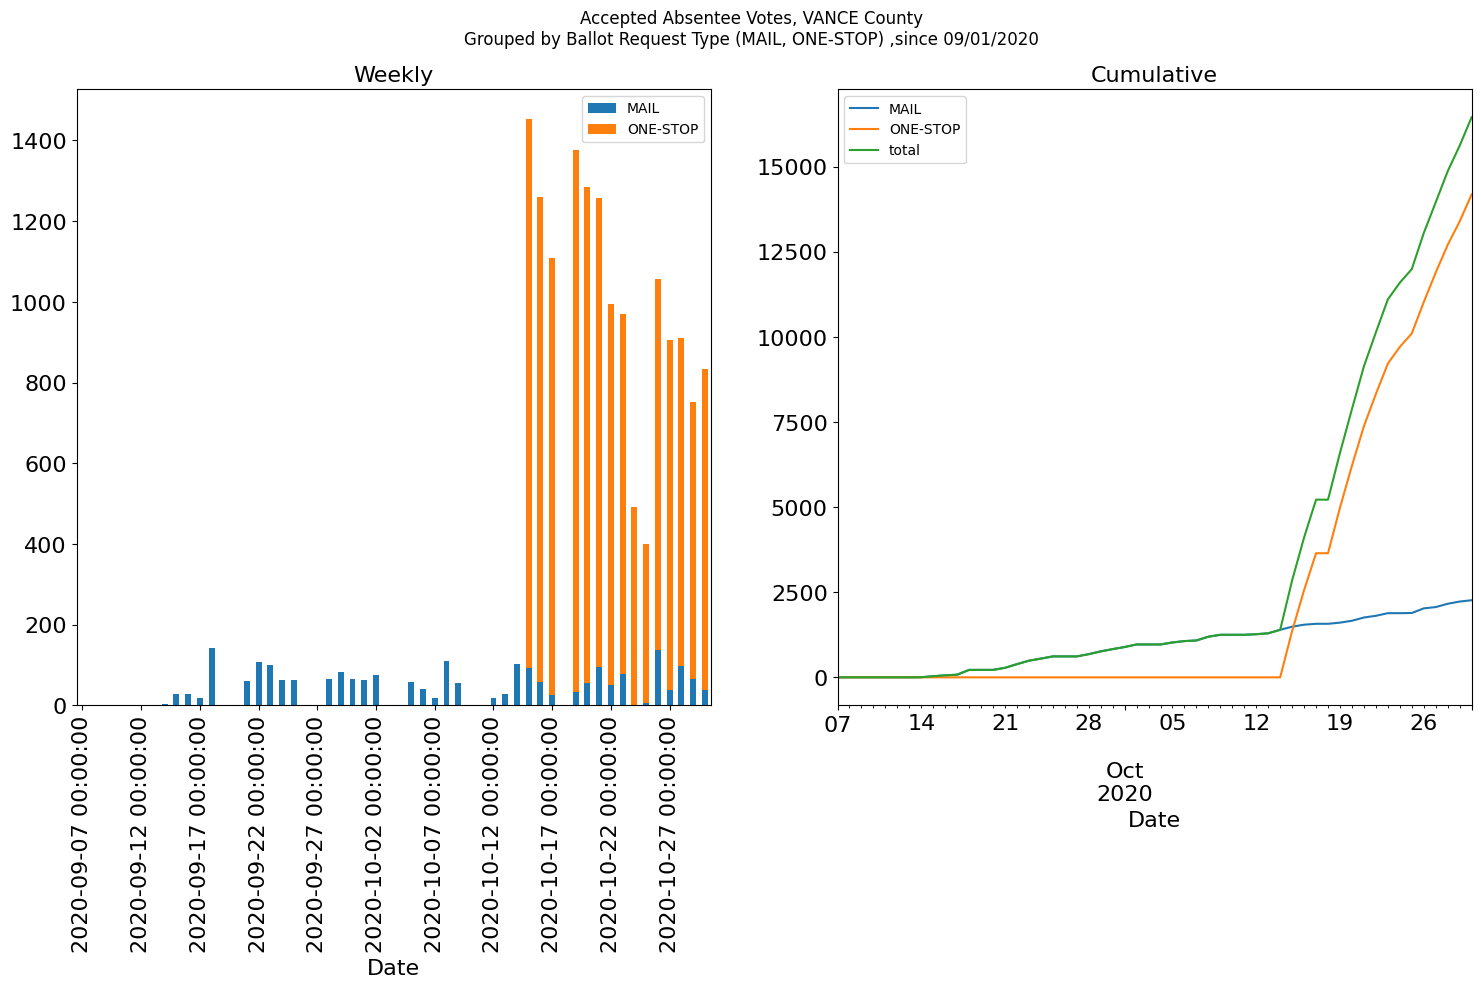 Accepted Absentee Votes, VANCE County
Grouped by Ballot Request Type (MAIL, ONE-STOP) ,since 09/01/2020
Weekly
MAIL
ONE-STOP
1400
1200
1000
800
600
400
200
0
2020-09-07 00:00:00
2020-09-12 00:00:00
2020-09-17 00:00:00
2020-09-22 00:00:00
2020-09-27 00:00:00
2020-10-02 00:00:00
2020-10-07 00:00:00
2020-10-12 00:00:00
2020-10-17 00:00:00
2020-10-22 00:00:00
2020-10-27 00:00:00
Date
Cumulative
MAIL
ONE-STOP
total
15000
12500
10000
7500
5000
2500
0
07 14 21 28 05 12 19 26
Oct
2020
Date